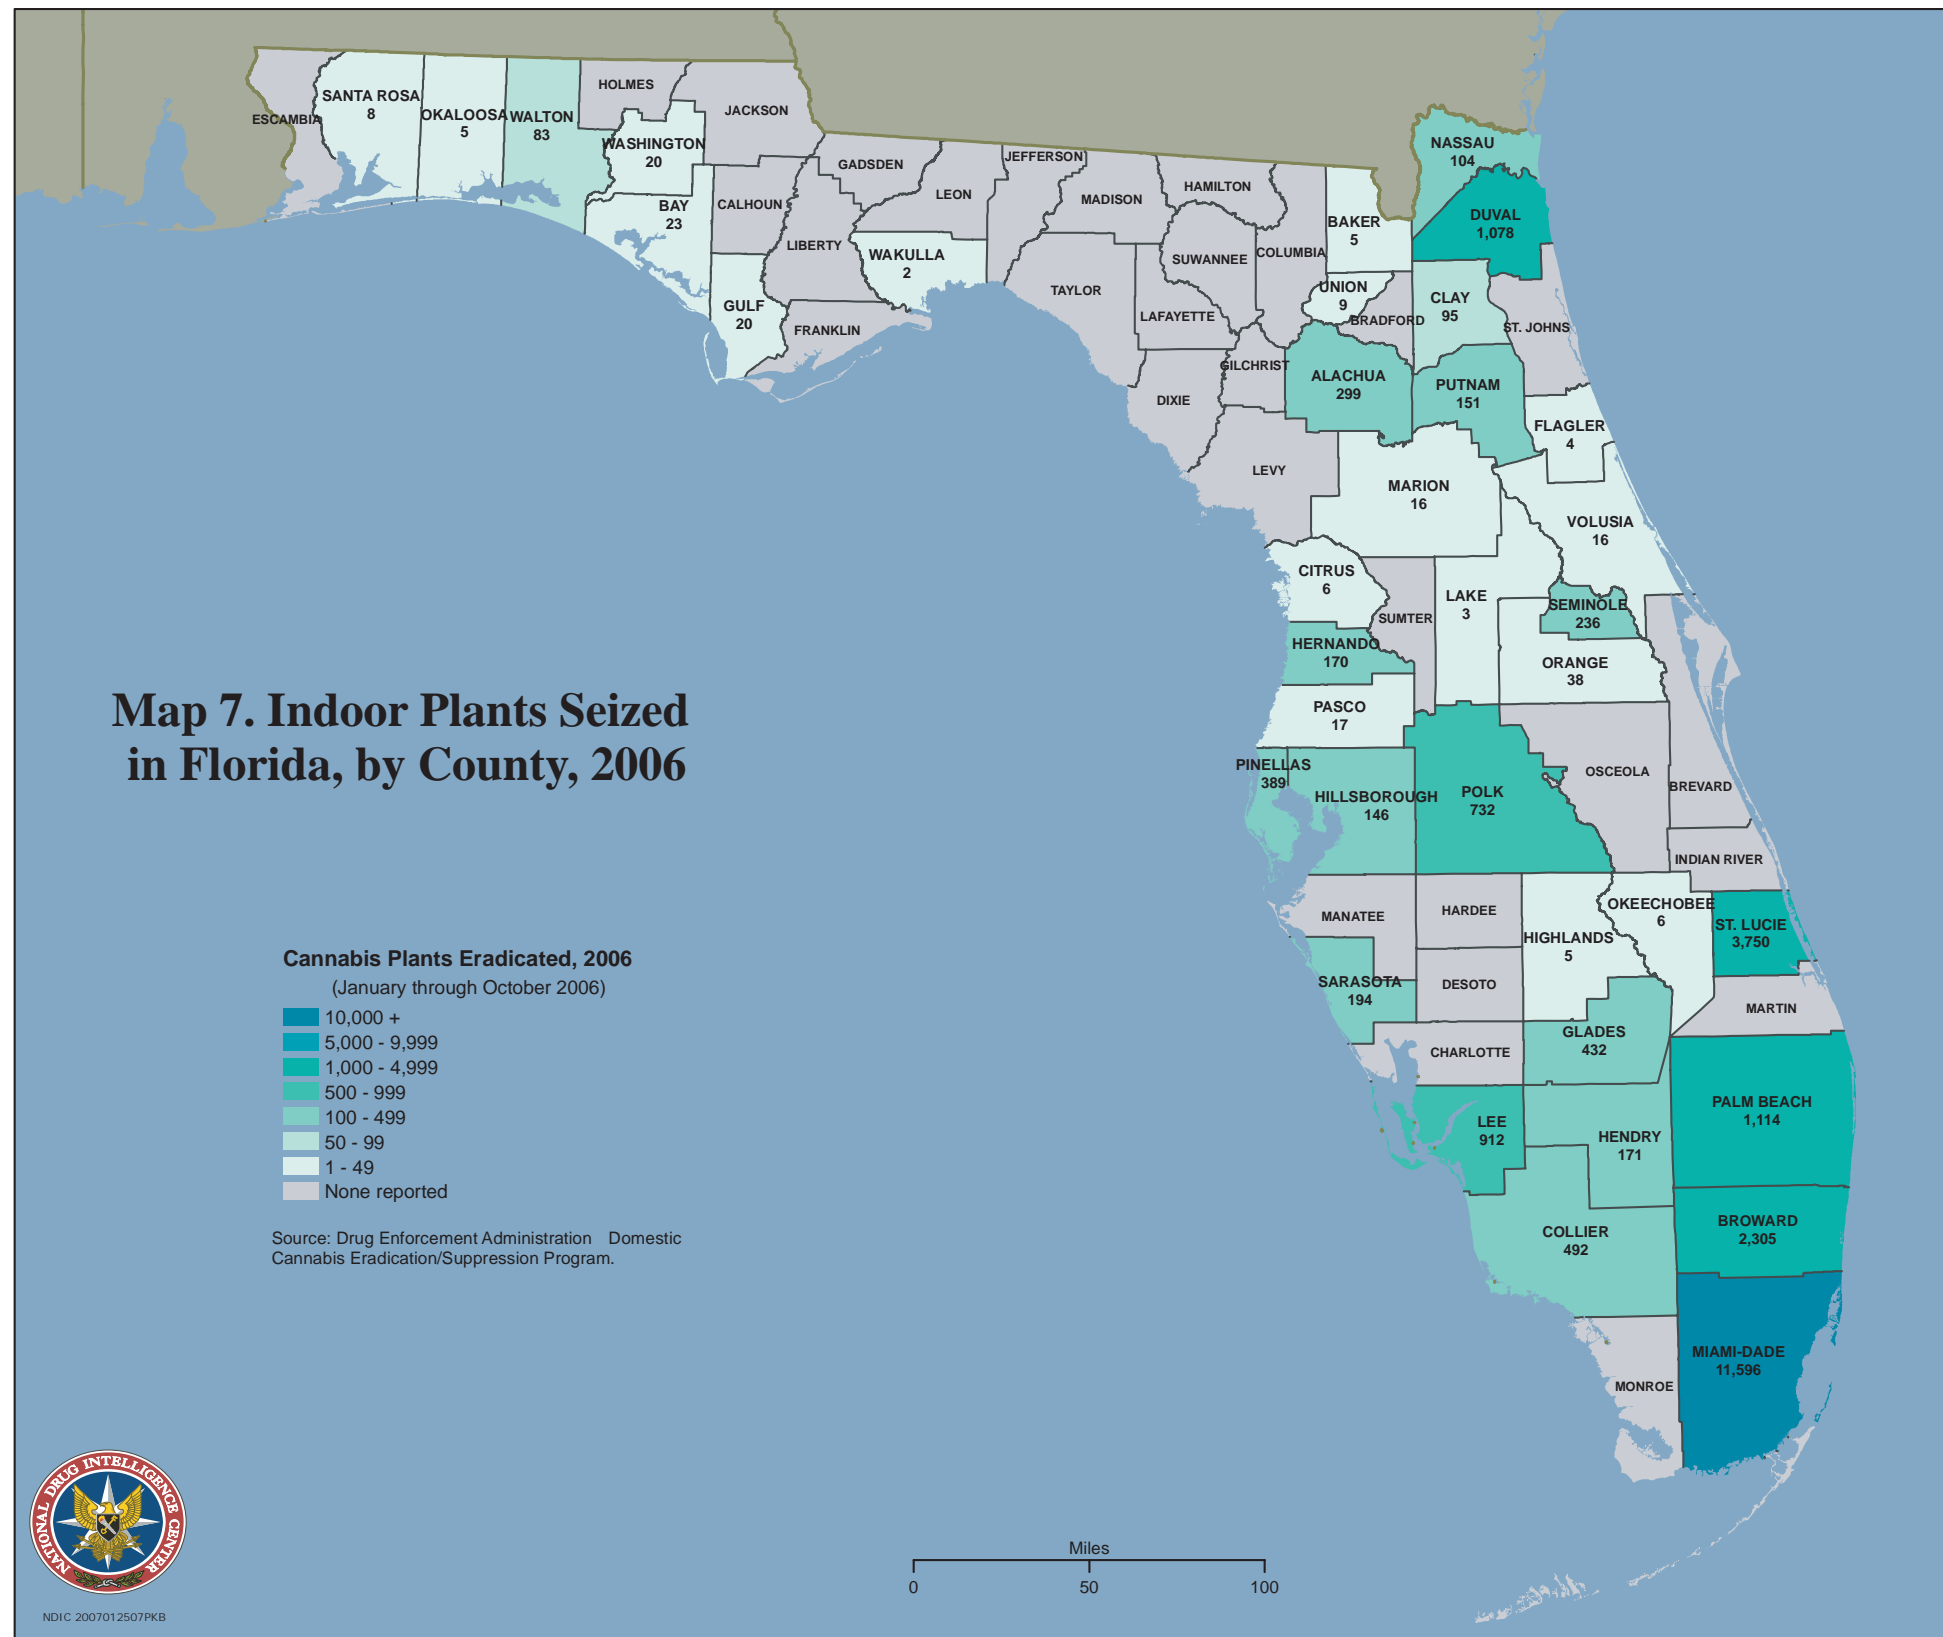 ESCAMBIA
SANTA ROSA
8
OKALOOSA
5
WALTON
83
HOLMES
WASHINGTON
20
JACKSON
BAY
23
CALHOUN
GULF
20
GADSDEN
LIBERTY
FRANKLIN
LEON
WAKULLA
2
JEFFERSON
MADISON
TAYLOR
HAMILTON
SUWANNEE
LAFAYETTE
DIXIE
COLUMBIA
GILCHRIST
LEVY
BAKER
5
UNION
9
BRADFORD
NASSAU
104
DUVAL
1,078
CLAY
95
ST. JOHNS
ALACHUA
299
PUTNAM
151
FLAGLER
4
MARION
16
VOLUSIA
16
CITRUS
6
SUMTER
LAKE
3
SEMINOLE
236
HERNANDO
170
ORANGE
38
PASCO
17
PINELLAS
389
HILLSBOROUGH
146
POLK
732
OSCEOLA
BREVARD
INDIAN RIVER
MANATEE
HARDEE
HIGHLANDS
5
OKEECHOBEE
6
ST. LUCIE
3,750
SARASOTA
194
DESOTO
MARTIN
CHARLOTTE
GLADES
432
LEE
912
HENDRY
171
PALM BEACH
1,114
COLLIER
492
BROWARD
2,305
MIAMI-DADE
11,596
MONROE
Map 7. Indoor Plants Seized
in Florida, by County, 2006
Cannabis Plants Eradicated, 2006
(January through October 2006)
10,000 +
5,000 - 9,999
1,000 - 4,999
500 - 999
100 - 499
50 - 99
1 - 49
None reported
Source: Drug Enforcement Administration Domestic
Cannabis Eradication/Suppression Program.
NATIONAL DRUG INTELLIGENCE CENTER
NDIC 2007012507PKB
Miles
0 50 100